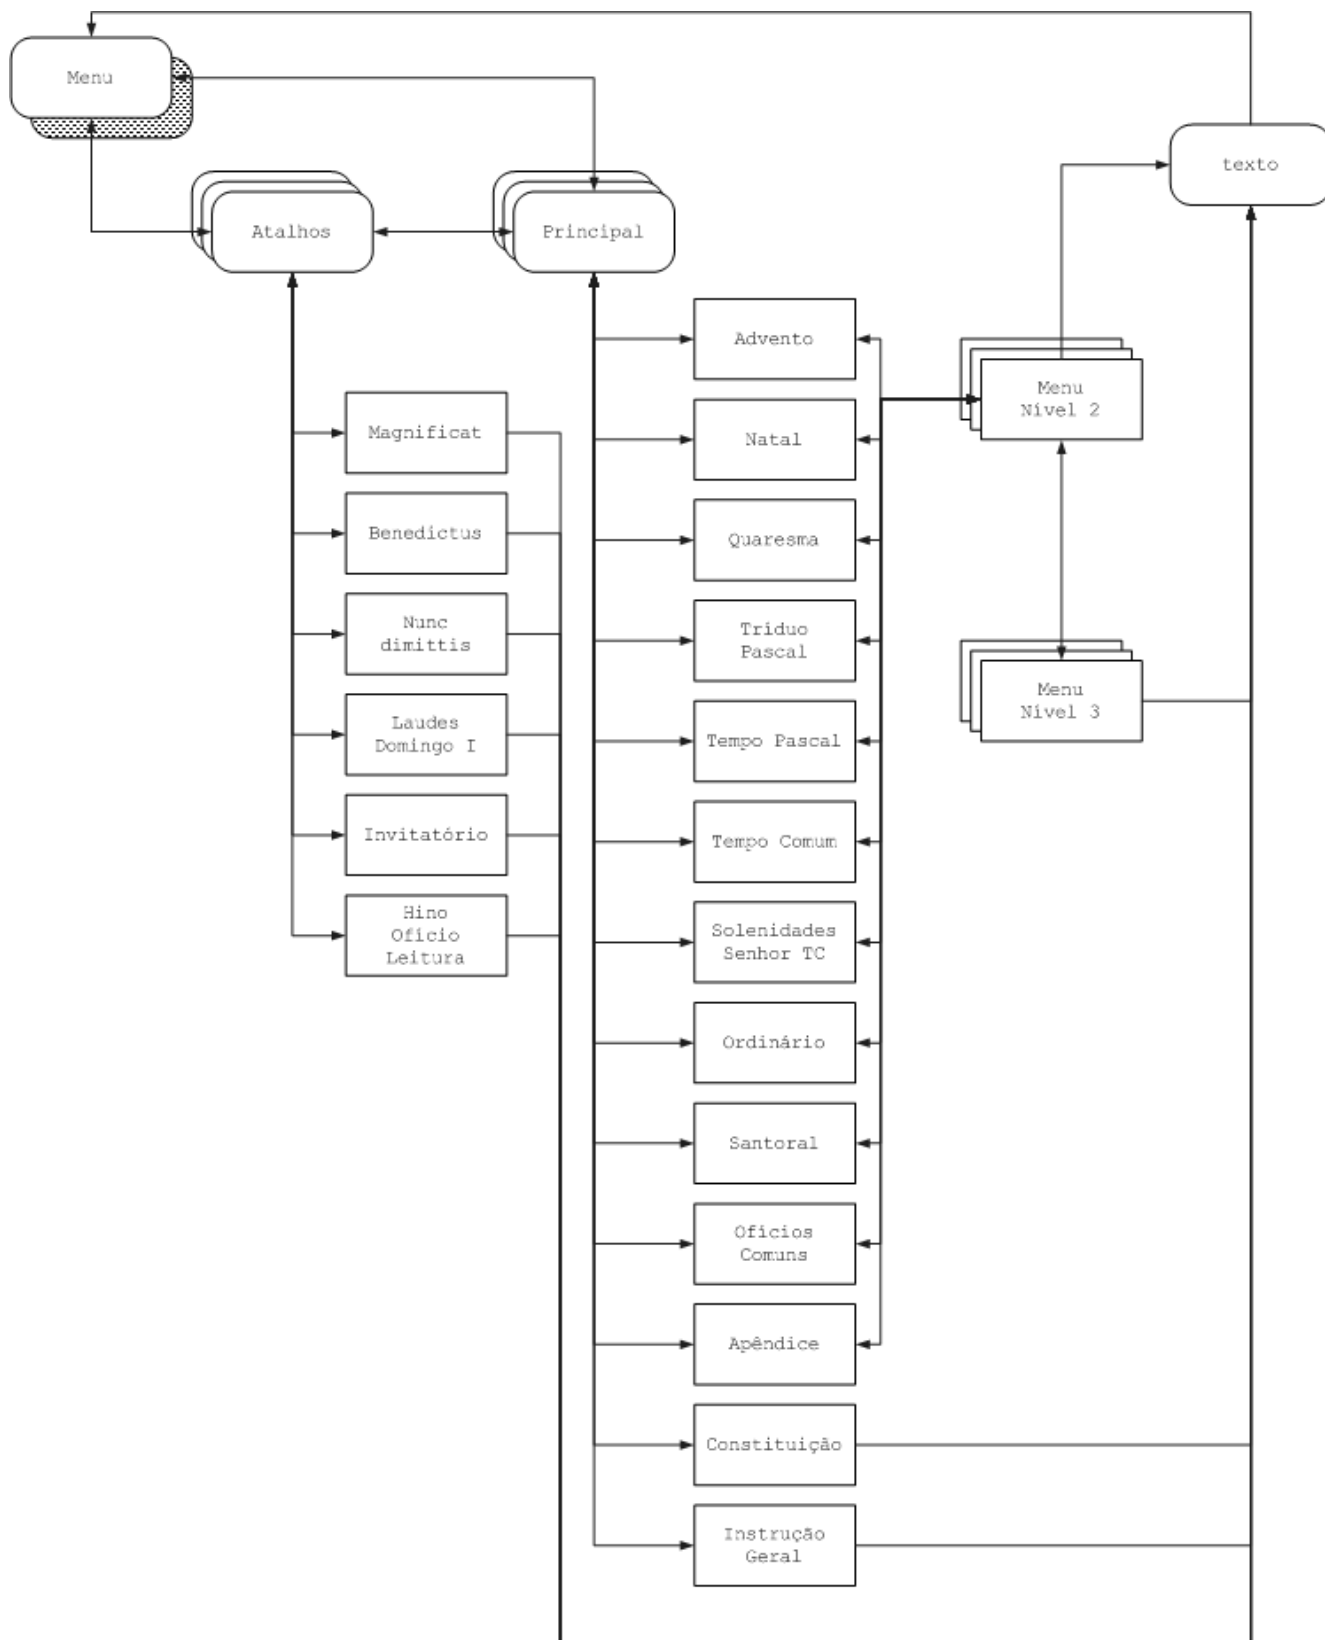 Menu
texto
Atalhos
Principal
Advento
Menu
Nível 2
Magnificat
Natal
Benedictus
Quaresma
Nunc
dimittis
Tríduo
Pascal
Menu
Nível 3
Laudes
Domingo I
Tempo Pascal
Invitatório
Tempo Comum
Hino
Ofício
Leitura
Solenidades
Senhor TC
Ordinário
Santoral
Ofícios
Comuns
Apêndice
Constituição
Instrução
Geral